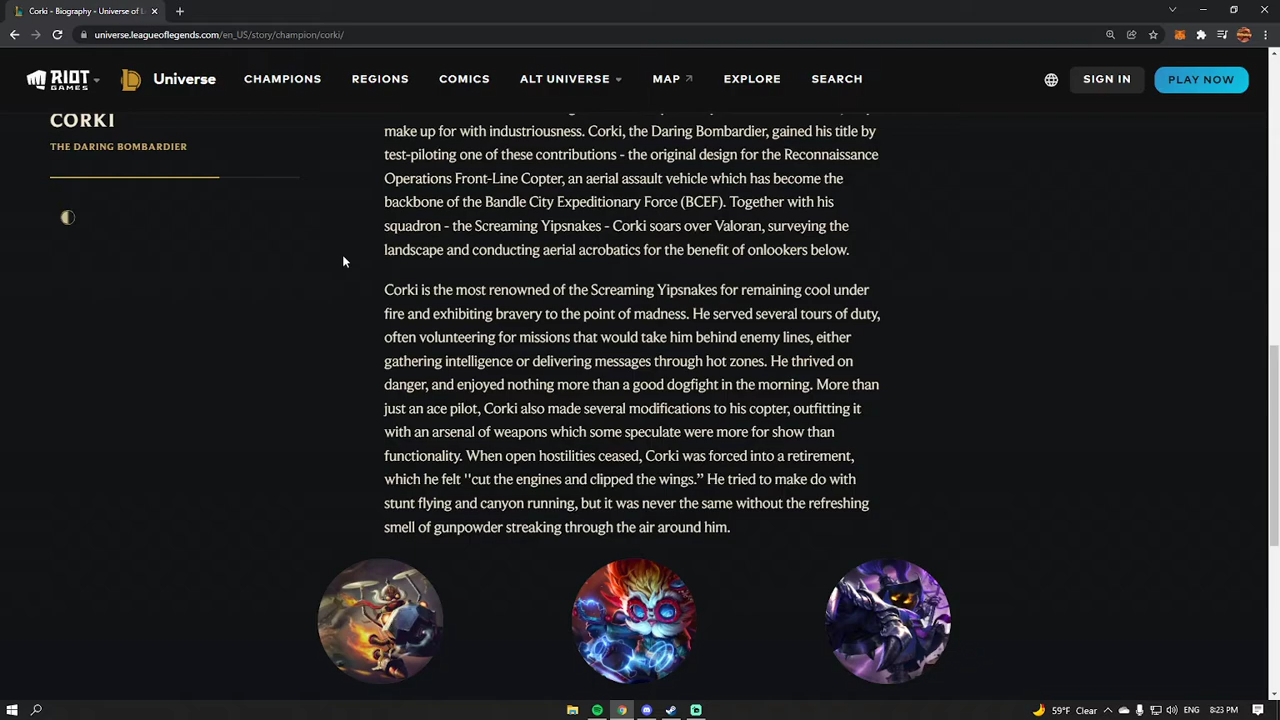 Corki - Biography - Universe of L
universe.leagueoflegends.com/en_US/story/champion/corki/
RIOT GAMES
Universe
CHAMPIONS
REGIONS
COMICS
ALT UNIVERSE
MAP
EXPLORE
SEARCH
SIGN IN
PLAY NOW
CORKI
THE DARING BOMBARDIER
make up for with industriousness. Corki, the Daring Bombardier, gained his title by
test-piloting one of these contributions - the original design for the Reconnaissance
Operations Front-Line Copter, an aerial assault vehicle which has become the
backbone of the Bandle City Expeditionary Force (BCEF). Together with his
squadron - the Screaming Yipsnakes - Corki soars over Valoran, surveying the
landscape and conducting aerial acrobatics for the benefit of onlookers below.
Corki is the most renowned of the Screaming Yipsnakes for remaining cool under
fire and exhibiting bravery to the point of madness. He served several tours of duty,
often volunteering for missions that would take him behind enemy lines, either
gathering intelligence or delivering messages through hot zones. He thrived on
danger, and enjoyed nothing more than a good dogfight in the morning. More than
just an ace pilot, Corki also made several modifications to his copter, outfitting it
with an arsenal of weapons which some speculate were more for show than
functionality. When open hostilities ceased, Corki was forced into a retirement,
which he felt "cut the engines and clipped the wings.” He tried to make do with
stunt flying and canyon running, but it was never the same without the refreshing
smell of gunpowder streaking through the air around him.
59°F Clear
ENG
8:23 PM